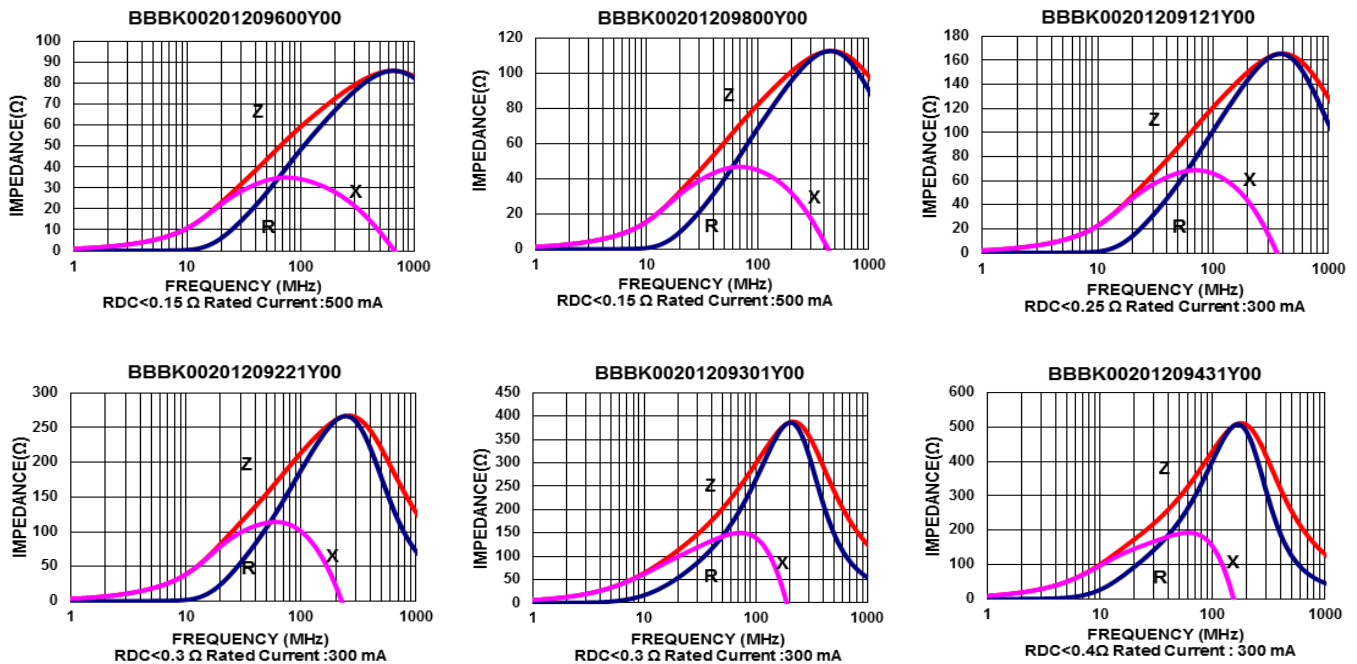 BBBK00201209600Y00
IMPEDANCE(Ω)
100
90
80
70
60
50
40
30
20
10
0
Z
X
R
1 10 100 1000
FREQUENCY (MHz)
RDC<0.15 Ω Rated Current :500 mA
BBBK00201209800Y00
IMPEDANCE(Ω)
120
100
80
60
40
20
0
Z
X
R
1 10 100 1000
FREQUENCY (MHz)
RDC<0.15 Ω Rated Current :500 mA
BBBK00201209121Y00
IMPEDANCE(Ω)
180
160
140
120
100
80
60
40
20
0
Z
X
R
1 10 100 1000
FREQUENCY (MHz)
RDC<0.25 Ω Rated Current :300 mA
BBBK00201209221Y00
IMPEDANCE(Ω)
300
250
200
150
100
50
0
Z
X
R
1 10 100 1000
FREQUENCY (MHz)
RDC<0.3 Ω Rated Current :300 mA
BBBK00201209301Y00
IMPEDANCE(Ω)
450
400
350
300
250
200
150
100
50
0
Z
X
R
1 10 100 1000
FREQUENCY (MHz)
RDC<0.3 Ω Rated Current :300 mA
BBBK00201209431Y00
IMPEDANCE(Ω)
600
500
400
300
200
100
0
Z
X
R
1 10 100 1000
FREQUENCY (MHz)
RDC<0.4Ω Rated Current : 300 mA